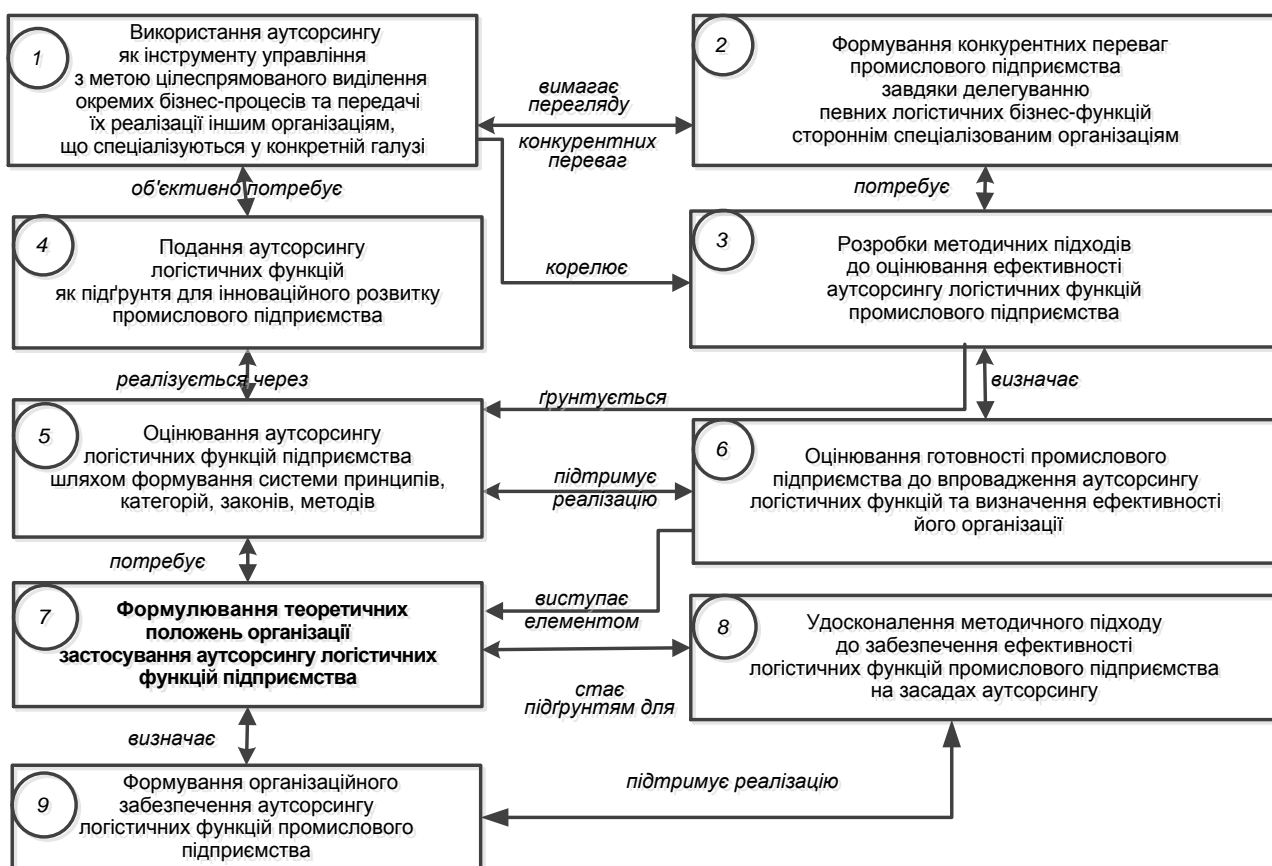 1
Використання аутсорсингу
як інструменту управління
з метою цілеспрямованого виділення
окремих бізнес-процесів та передачі
їх реалізації іншим організаціям,
що спеціалізуються у конкретній галузі
вимагає
перегляду
конкурентних
переваг
2
Формування конкурентних переваг
промислового підприємства
завдяки делегуванню
певних логістичних бізнес-функцій
стороннім спеціалізованим організаціям
об'єктивно потребує
потребує
4
Подання аутсорсингу
логістичних функцій
як підґрунтя для інноваційного розвитку
промислового підприємства
корелює
3
Розробки методичних підходів
до оцінювання ефективності
аутсорсингу логістичних функцій
промислового підприємства
реалізується через
ґрунтується
визначає
5
Оцінювання аутсорсингу
логістичних функцій підприємства
шляхом формування системи принципів,
категорій, законів, методів
підтримує
реалізацію
6
Оцінювання готовності промислового
підприємства до впровадження аутсорсингу
логістичних функцій та визначення ефективності
його організації
потребує
7
Формулювання теоретичних
положень організації
застосування аутсорсингу логістичних
функцій підприємства
виступає
елементом
стає
підґрунтям для
8
Удосконалення методичного підходу
до забезпечення ефективності
логістичних функцій промислового підприємства
на засадах аутсорсингу
визначає
9
Формування організаційного
забезпечення аутсорсингу
логістичних функцій промислового
підприємства
підтримує реалізацію